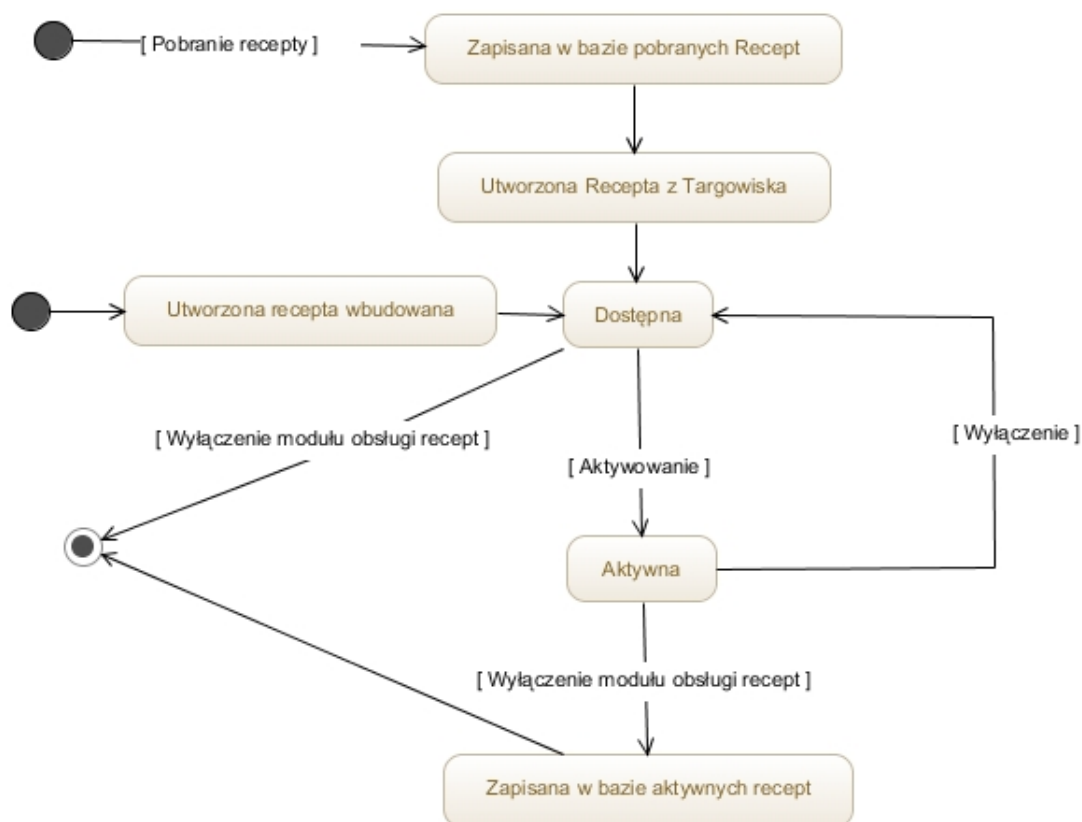 [ Pobranie recepty ]
Zapisana w bazie pobranych Recept
Utworzona Recepta z Targowiska
Utworzona recepta wbudowana
Dostępna
[ Wyłączenie modułu obsługi recept ]
[ Wyłączenie ]
[ Aktywowanie ]
Aktywna
[ Wyłączenie modułu obsługi recept ]
Zapisana w bazie aktywnych recept